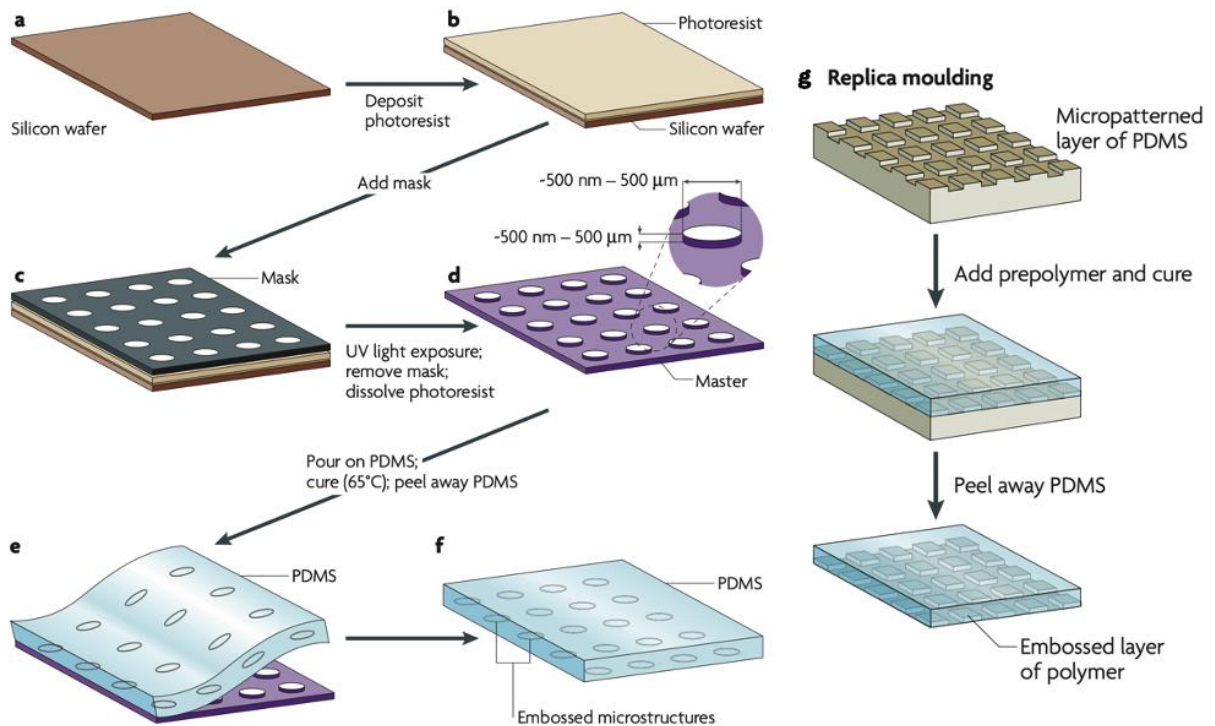 a
Silicon wafer
Deposit
photoresist
b
Photoresist
Silicon wafer
Add mask
c
Mask
UV light exposure;
remove mask;
dissolve photoresist
d
~500 nm – 500 μm
~500 nm – 500 μm
Master
Pour on PDMS;
cure (65°C); peel away PDMS
e
PDMS
f
PDMS
Embossed microstructures
g Replica moulding
Micropatterned
layer of PDMS
Add prepolymer and cure
Peel away PDMS
Embossed layer
of polymer